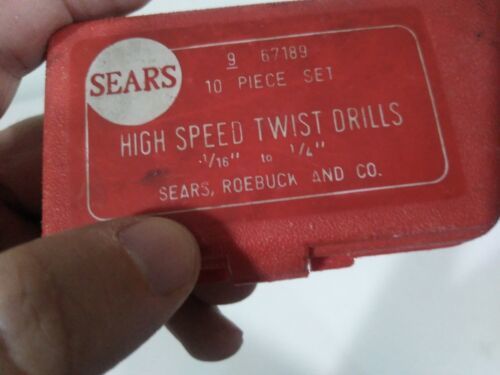 SEARS
9 67189
10 PIECE SET
HIGH SPEED TWIST DRILLS
1/16" to 1/4"
SEARS, ROEBUCK AND CO.